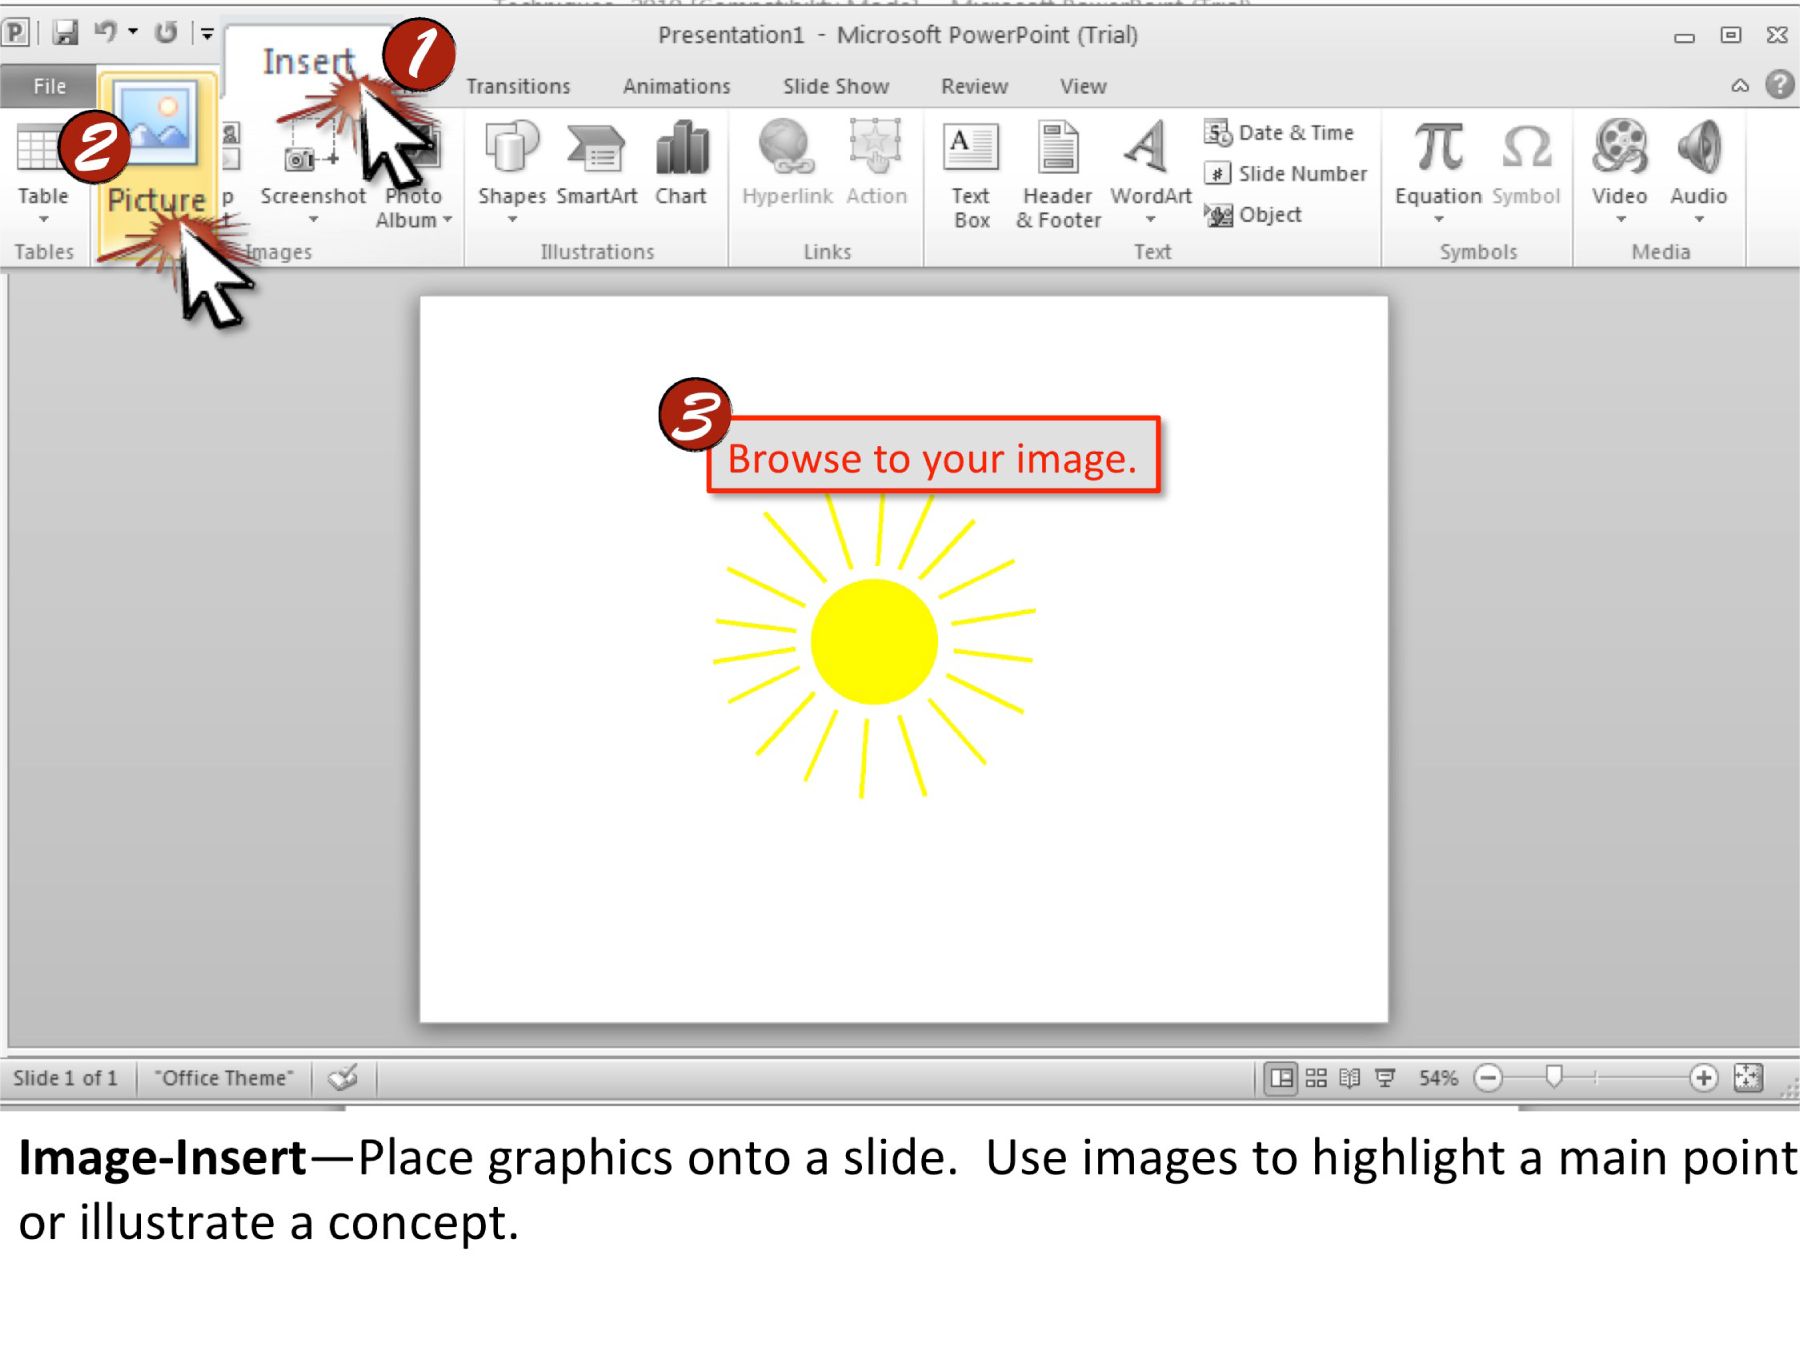 Presentation1 - Microsoft PowerPoint (Trial)
Insert
1
File
Transitions
Animations
Slide Show
Review
View
2
Table
Picture
Screenshot
Photo
Album
Shapes
SmartArt
Chart
Hyperlink
Action
Text
Box
Header
& Footer
WordArt
Date & Time
Slide Number
Object
Equation
Symbol
Video
Audio
Tables
Images
Illustrations
Links
Text
Symbols
Media
3
Browse to your image.
Slide 1 of 1
"Office Theme"
54%
Image-Insert—Place graphics onto a slide. Use images to highlight a main point
or illustrate a concept.